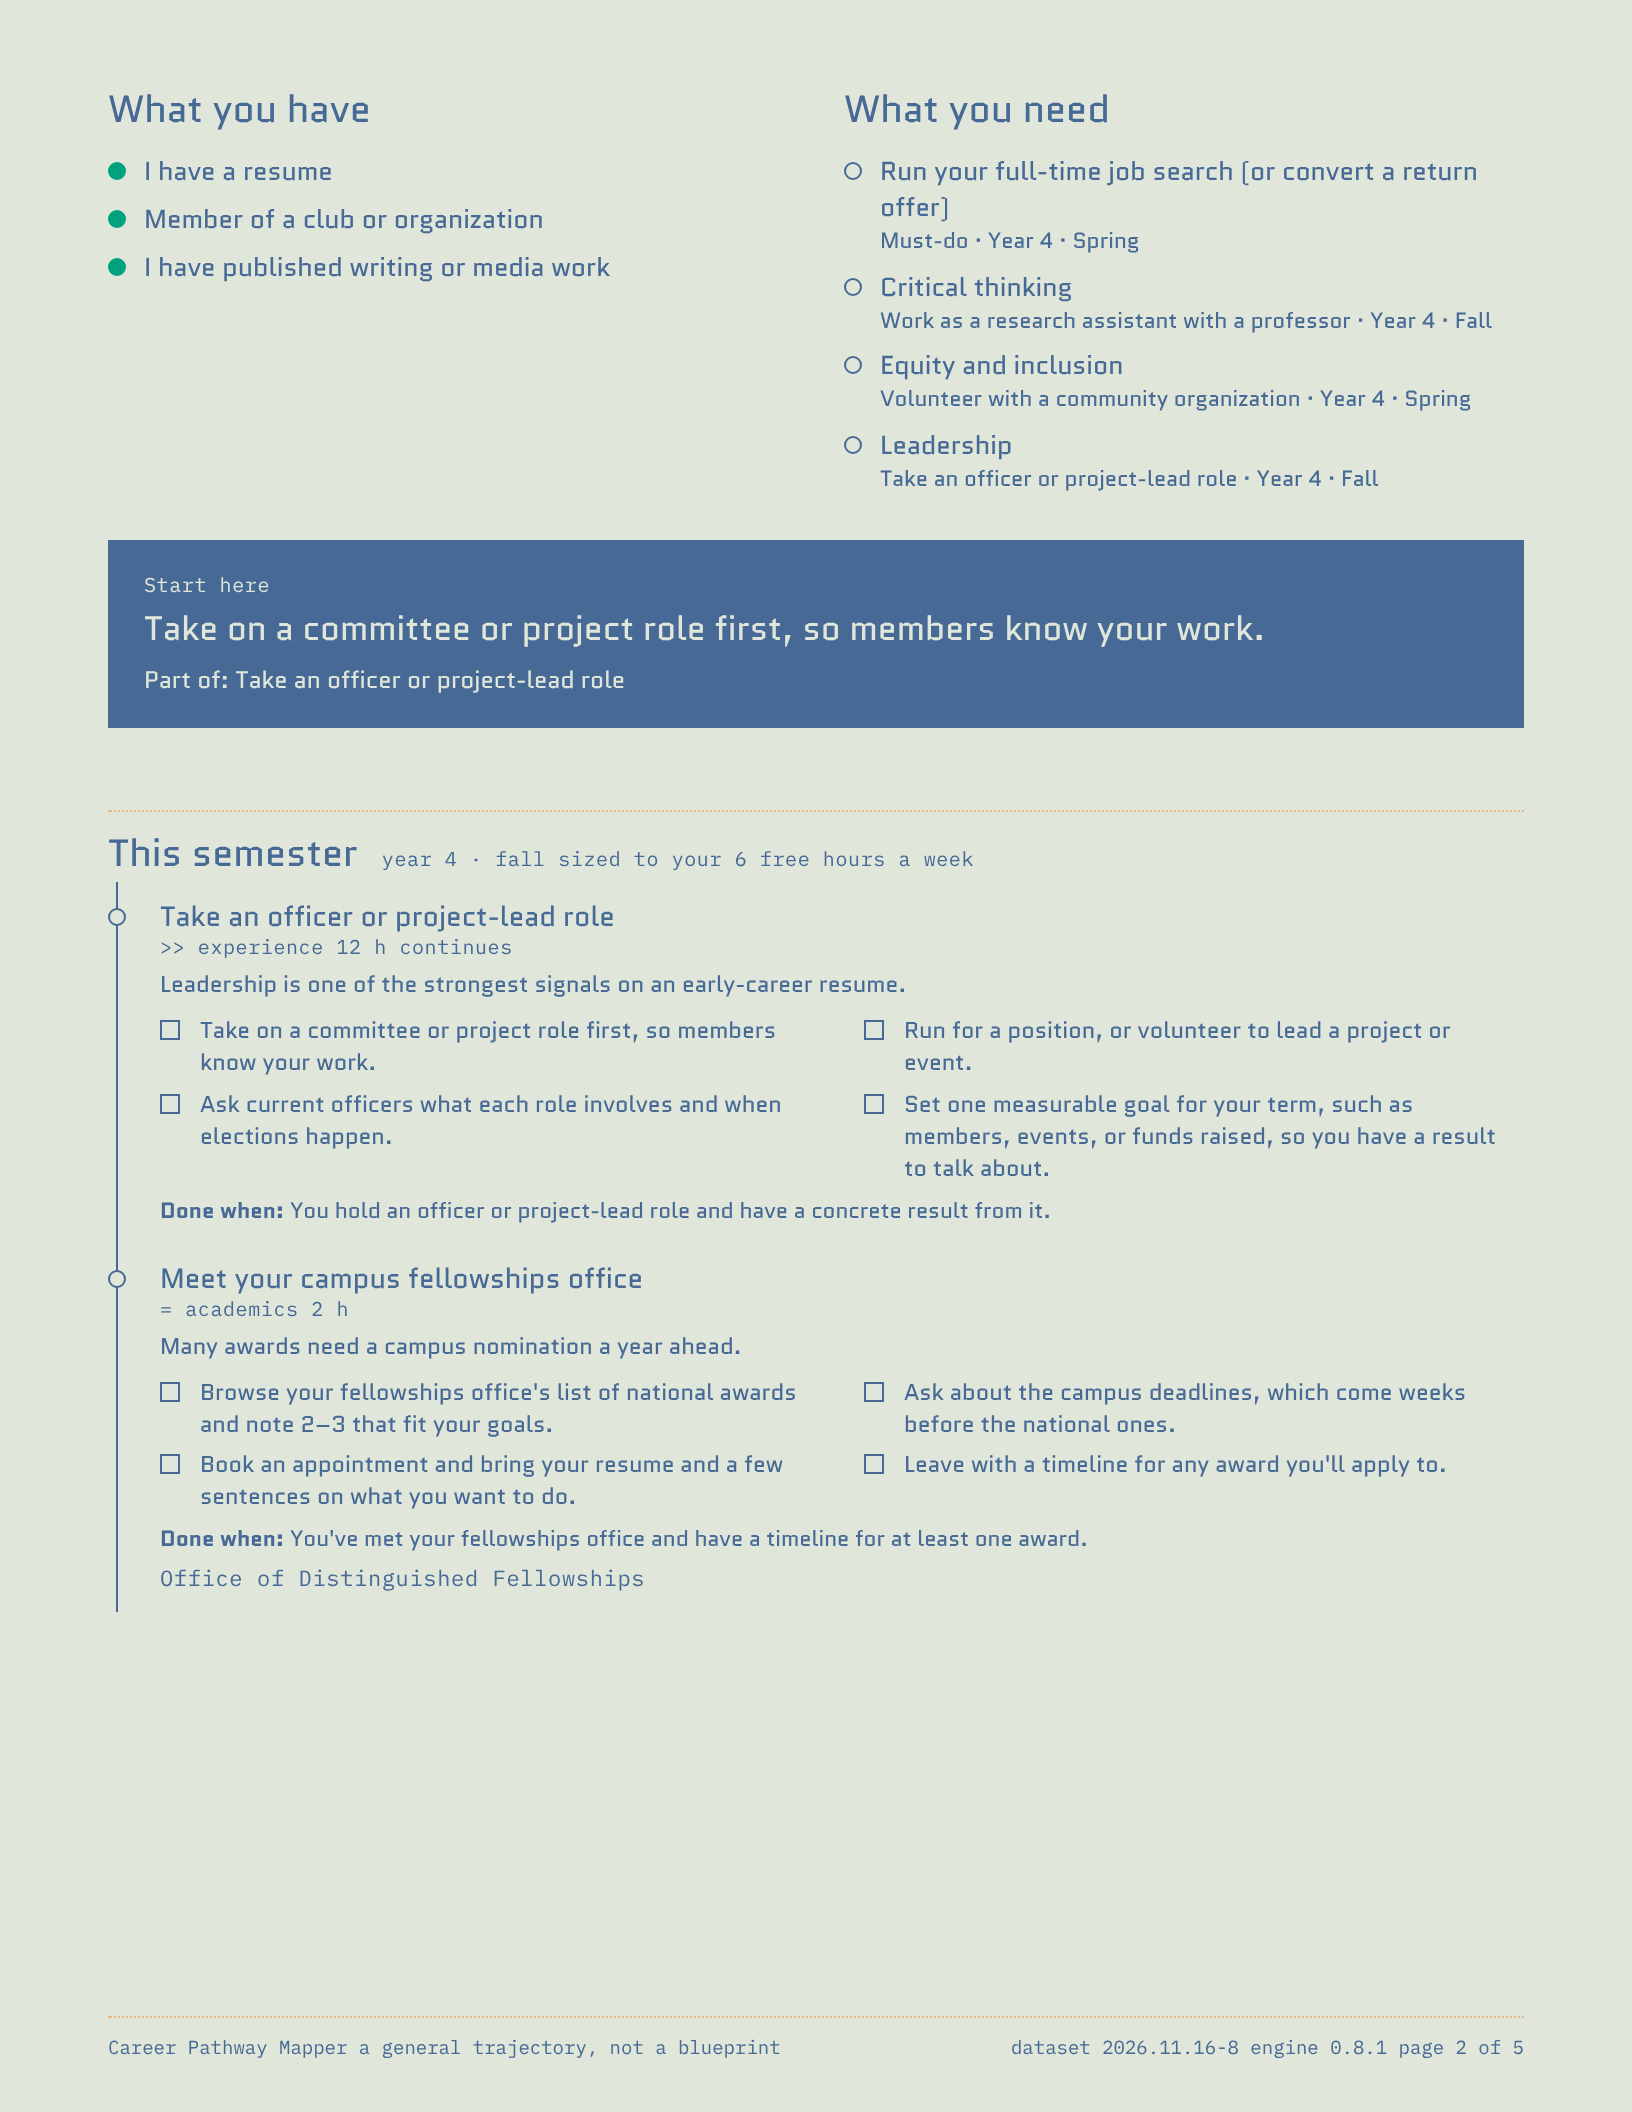 What you have
I have a resume
Member of a club or organization
I have published writing or media work
What you need
Run your full-time job search (or convert a return
offer)
Must-do · Year 4 · Spring
Critical thinking
Work as a research assistant with a professor · Year 4 · Fall
Equity and inclusion
Volunteer with a community organization · Year 4 · Spring
Leadership
Take an officer or project-lead role · Year 4 · Fall
Start here
Take on a committee or project role first, so members know your work.
Part of: Take an officer or project-lead role
This semester year 4 · fall sized to your 6 free hours a week
Take an officer or project-lead role
>> experience 12 h continues
Leadership is one of the strongest signals on an early-career resume.
Take on a committee or project role first, so members
know your work.
Ask current officers what each role involves and when
elections happen.
Run for a position, or volunteer to lead a project or
event.
Set one measurable goal for your term, such as
members, events, or funds raised, so you have a result
to talk about.
Done when: You hold an officer or project-lead role and have a concrete result from it.
Meet your campus fellowships office
= academics 2 h
Many awards need a campus nomination a year ahead.
Browse your fellowships office's list of national awards
and note 2–3 that fit your goals.
Book an appointment and bring your resume and a few
sentences on what you want to do.
Ask about the campus deadlines, which come weeks
before the national ones.
Leave with a timeline for any award you'll apply to.
Done when: You've met your fellowships office and have a timeline for at least one award.
Office of Distinguished Fellowships
Career Pathway Mapper a general trajectory, not a blueprint
dataset 2026.11.16-8 engine 0.8.1 page 2 of 5